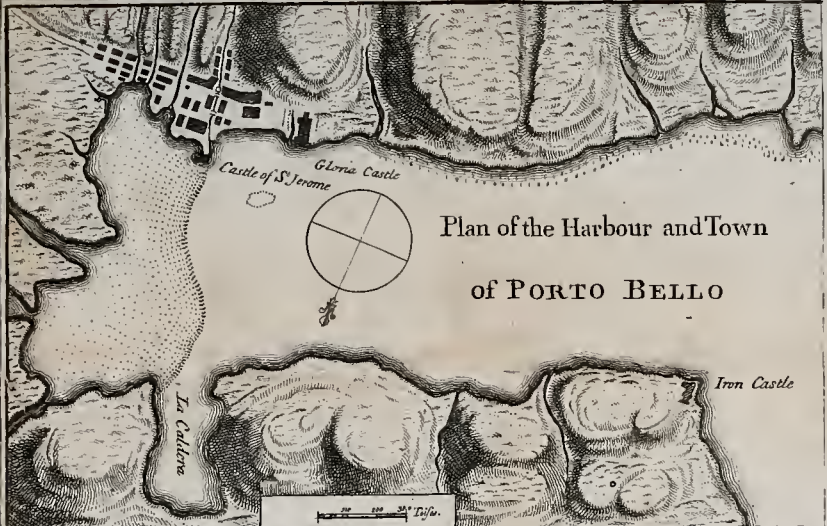 Castle of St Jerome
Gloria Castle
Plan of the Harbour and Town
of PORTO BELLO
Iron Castle
La Caldera
Toises.